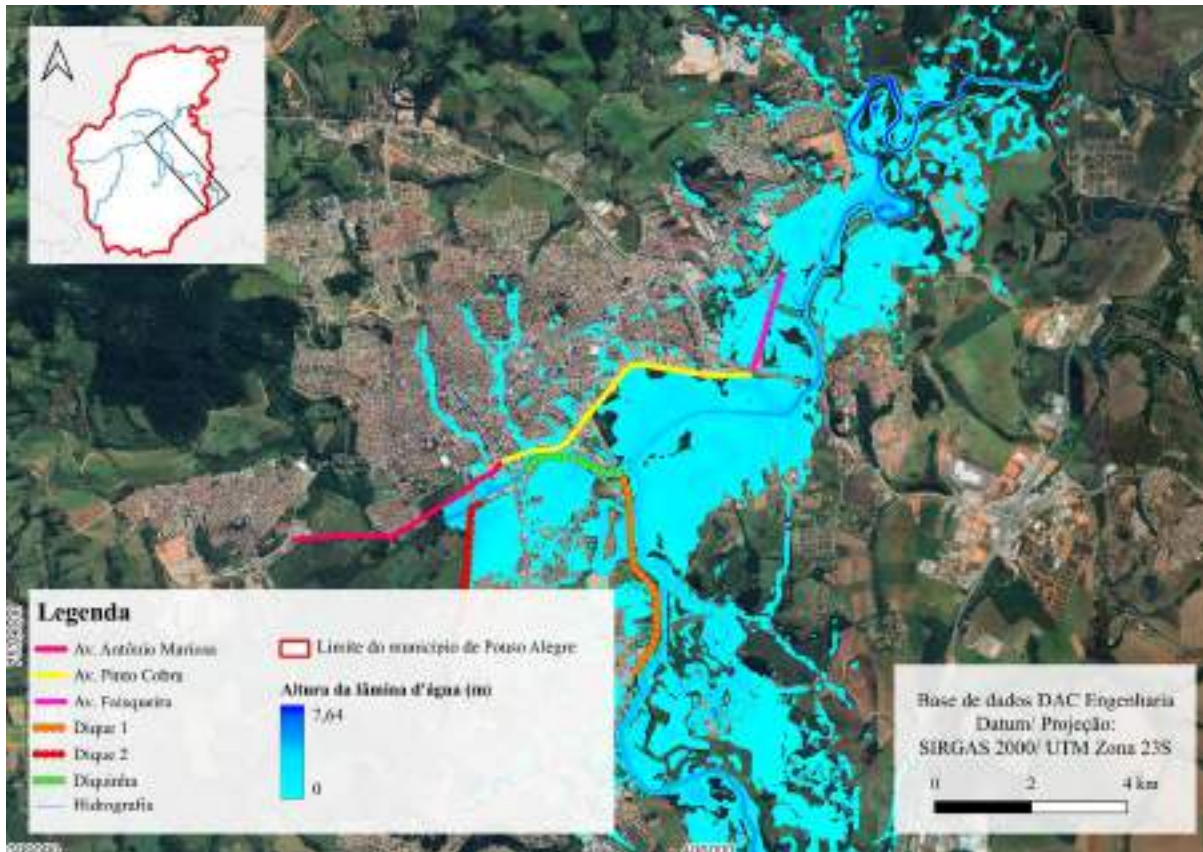 Legenda
Av. Antônio Mariosa
Av. Pinto Cobra
Av. Faisqueira
Dique 1
Dique 2
Diquinha
Hidrografia
Limite do município de Pouso Alegre
Altura da lâmina d'água (m)
7,64
0
Base de dados DAC Engenharia
Datum/ Projeção:
SIRGAS 2000/ UTM Zona 23S
0 2 4 km